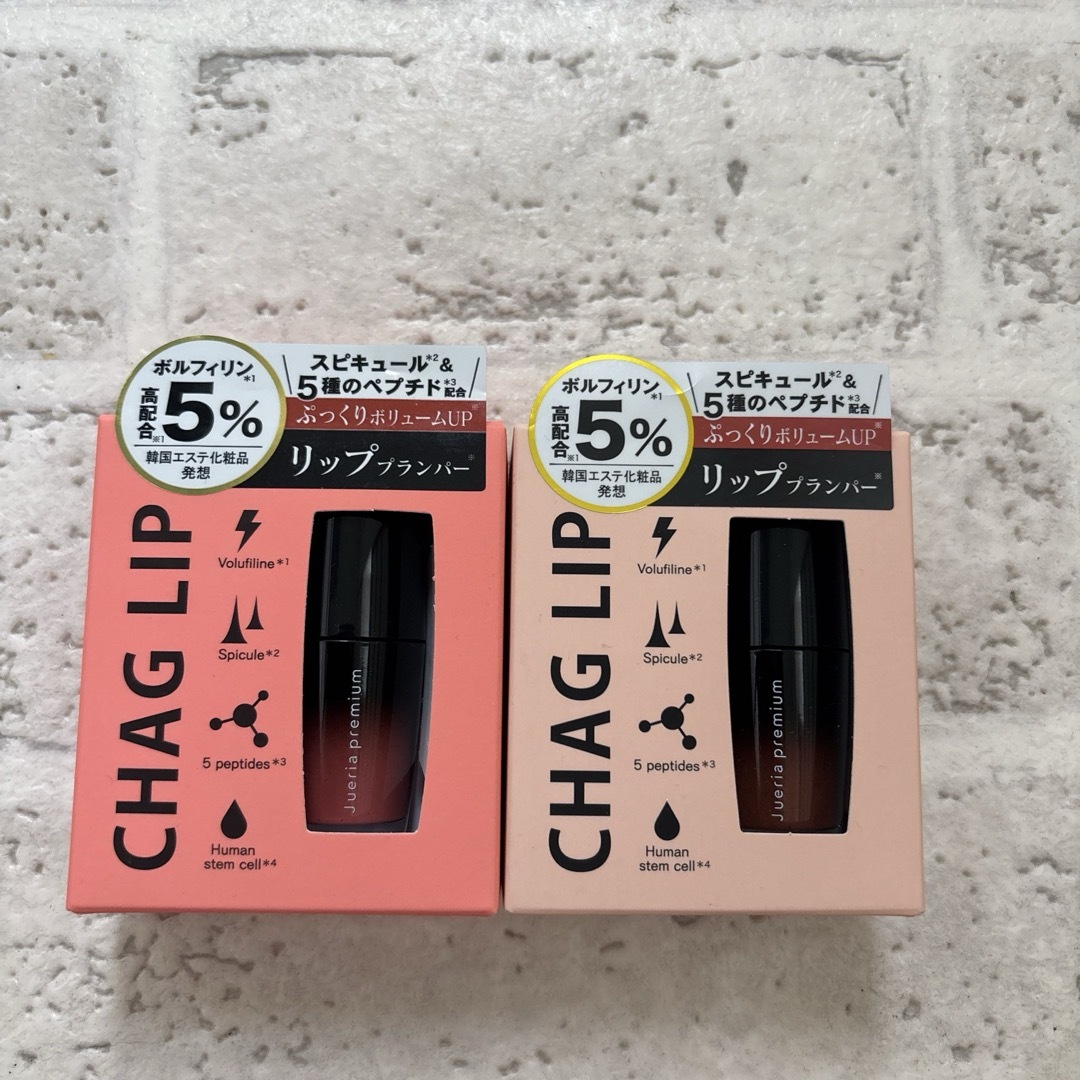 ボルフィリン*1
高配合※1
5%
韓国エステ化粧品
発想
スピキュール*2&
5種のペプチド*3配合
ぷっくりボリュームUP※
リッププランパー※
CHAG LIP
Volufiline*1
Spicule*2
5 peptides*3
Human
stem cell*4
Jueria premium
ボルフィリン*1
高配合※1
5%
韓国エステ化粧品
発想
スピキュール*2&
5種のペプチド*3配合
ぷっくりボリュームUP※
リッププランパー※
CHAG LIP
Volufiline*1
Spicule*2
5 peptides*3
Human
stem cell*4
Jueria premium